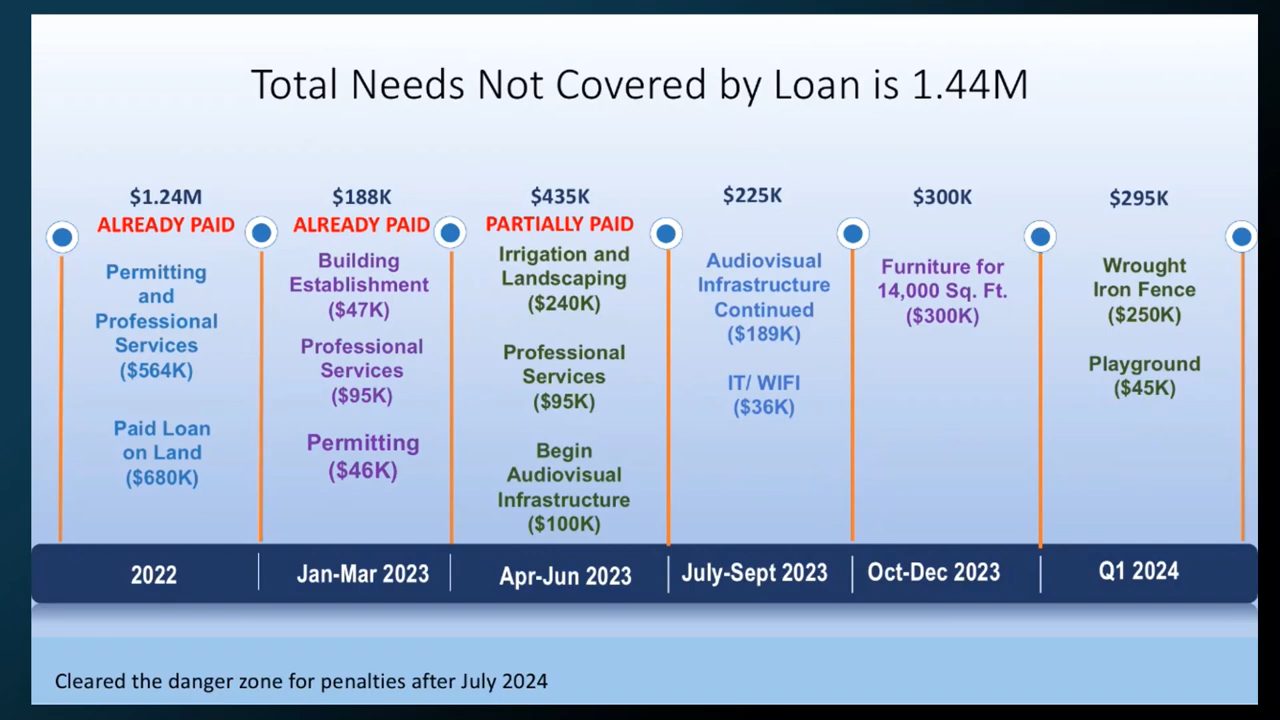 Total Needs Not Covered by Loan is 1.44M
$1.24M
ALREADY PAID
Permitting
and
Professional
Services
($564K)
Paid Loan
on Land
($680K)
2022
$188K
ALREADY PAID
Building
Establishment
($47K)
Professional
Services
($95K)
Permitting
($46K)
Jan-Mar 2023
$435K
PARTIALLY PAID
Irrigation and
Landscaping
($240K)
Professional
Services
($95K)
Begin
Audiovisual
Infrastructure
($100K)
Apr-Jun 2023
$225K
Audiovisual
Infrastructure
Continued
($189K)
IT/ WIFI
($36K)
July-Sept 2023
$300K
Furniture for
14,000 Sq. Ft.
($300K)
Oct-Dec 2023
$295K
Wrought
Iron Fence
($250K)
Playground
($45K)
Q1 2024
Cleared the danger zone for penalties after July 2024